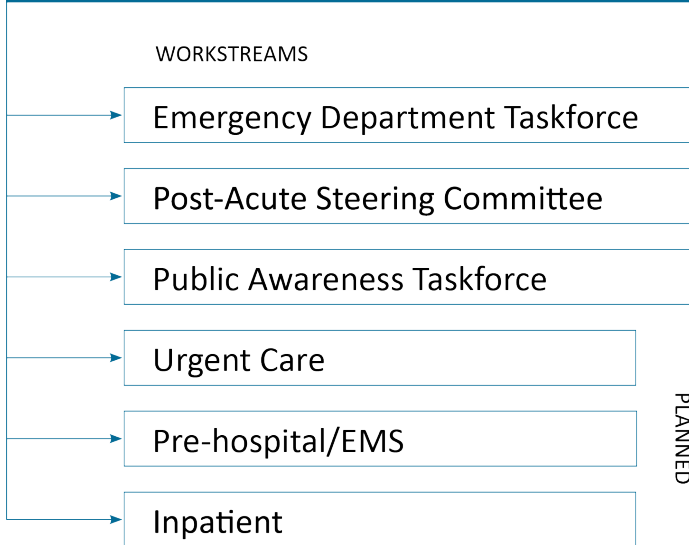 WORKSTREAMS
Emergency Department Taskforce
Post-Acute Steering Committee
Public Awareness Taskforce
Urgent Care
Pre-hospital/EMS
PLANNED
Inpatient